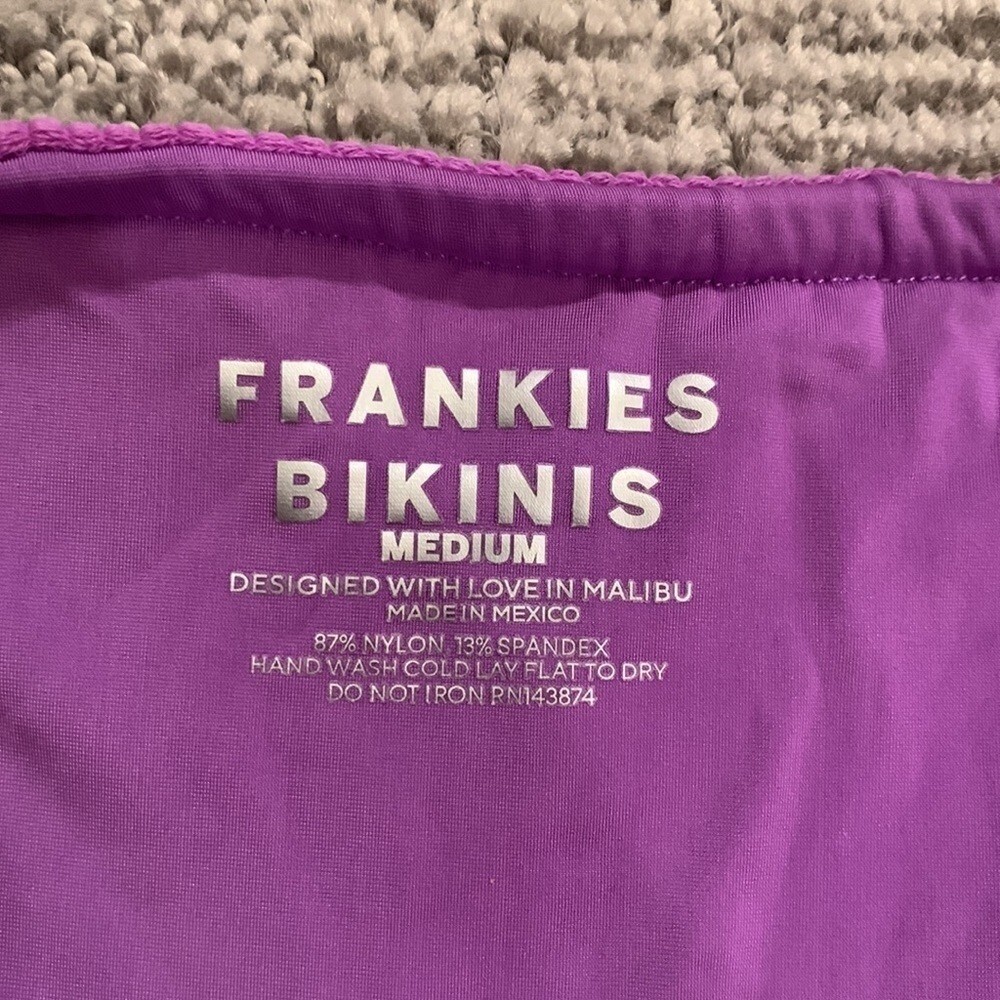 FRANKIES
BIKINIS
MEDIUM
DESIGNED WITH LOVE IN MALIBU
MADE IN MEXICO
87% NYLON, 13% SPANDEX
HAND WASH COLD LAY FLAT TO DRY
DO NOT IRON RN143874